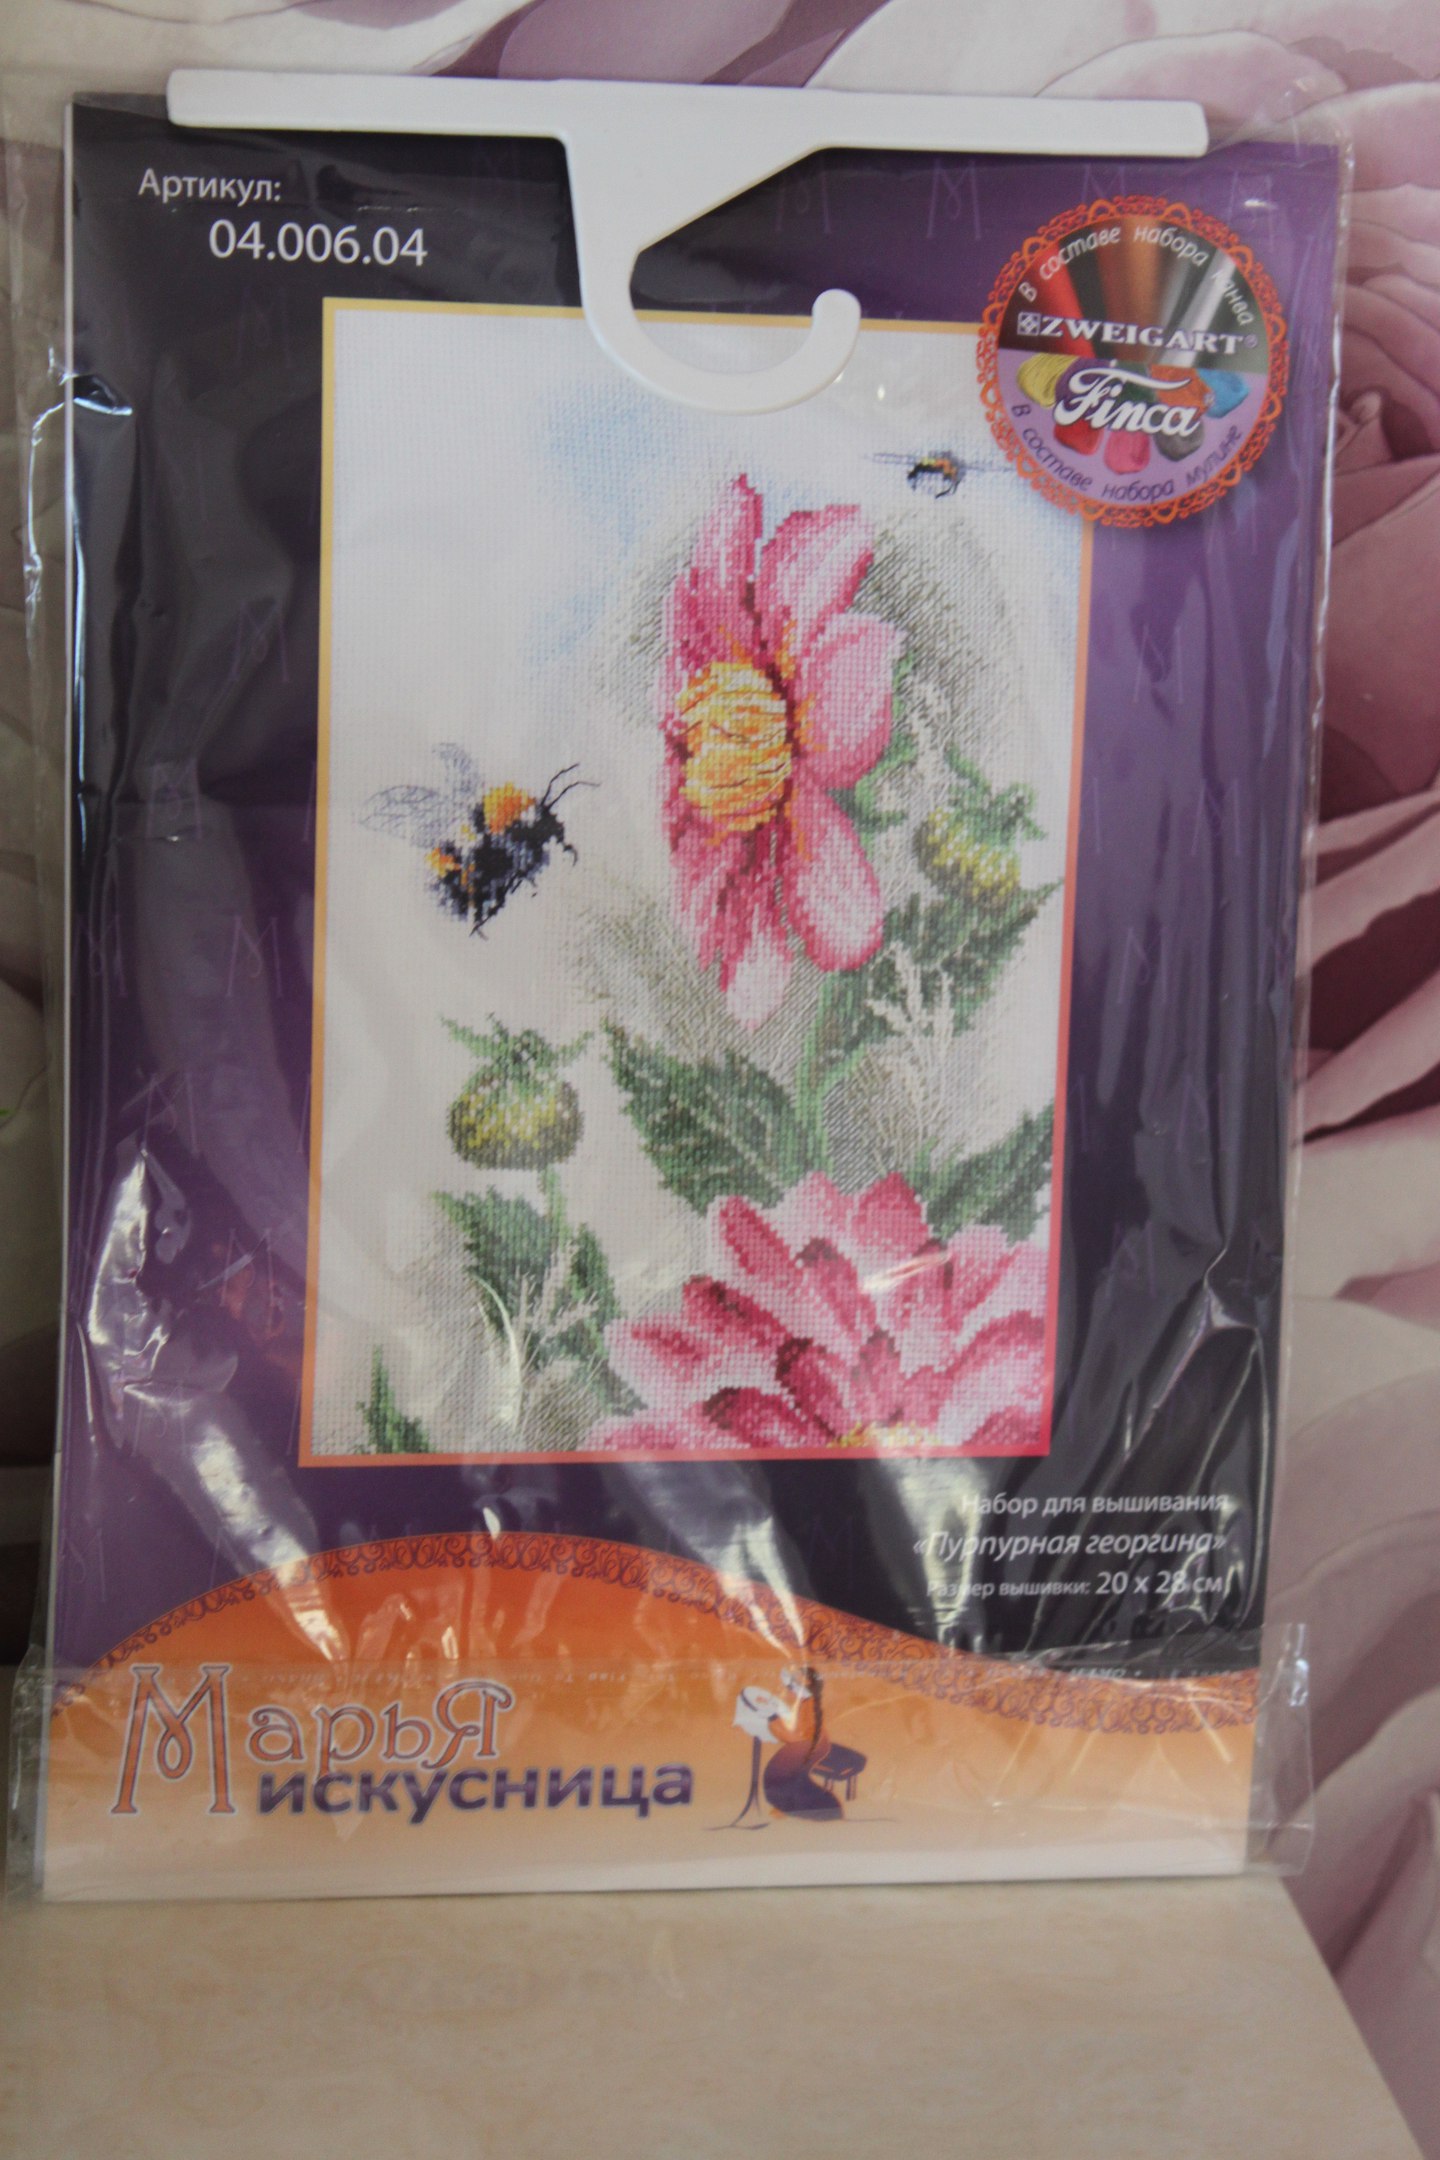 Артикул:
04.006.04
В составе набора канва
ZWEIGART®
Finca
В составе набора мулине
Набор для вышивания
«Пурпурная георгина»
Размер вышивки: 20 x 28 см
МарьЯ
искусница